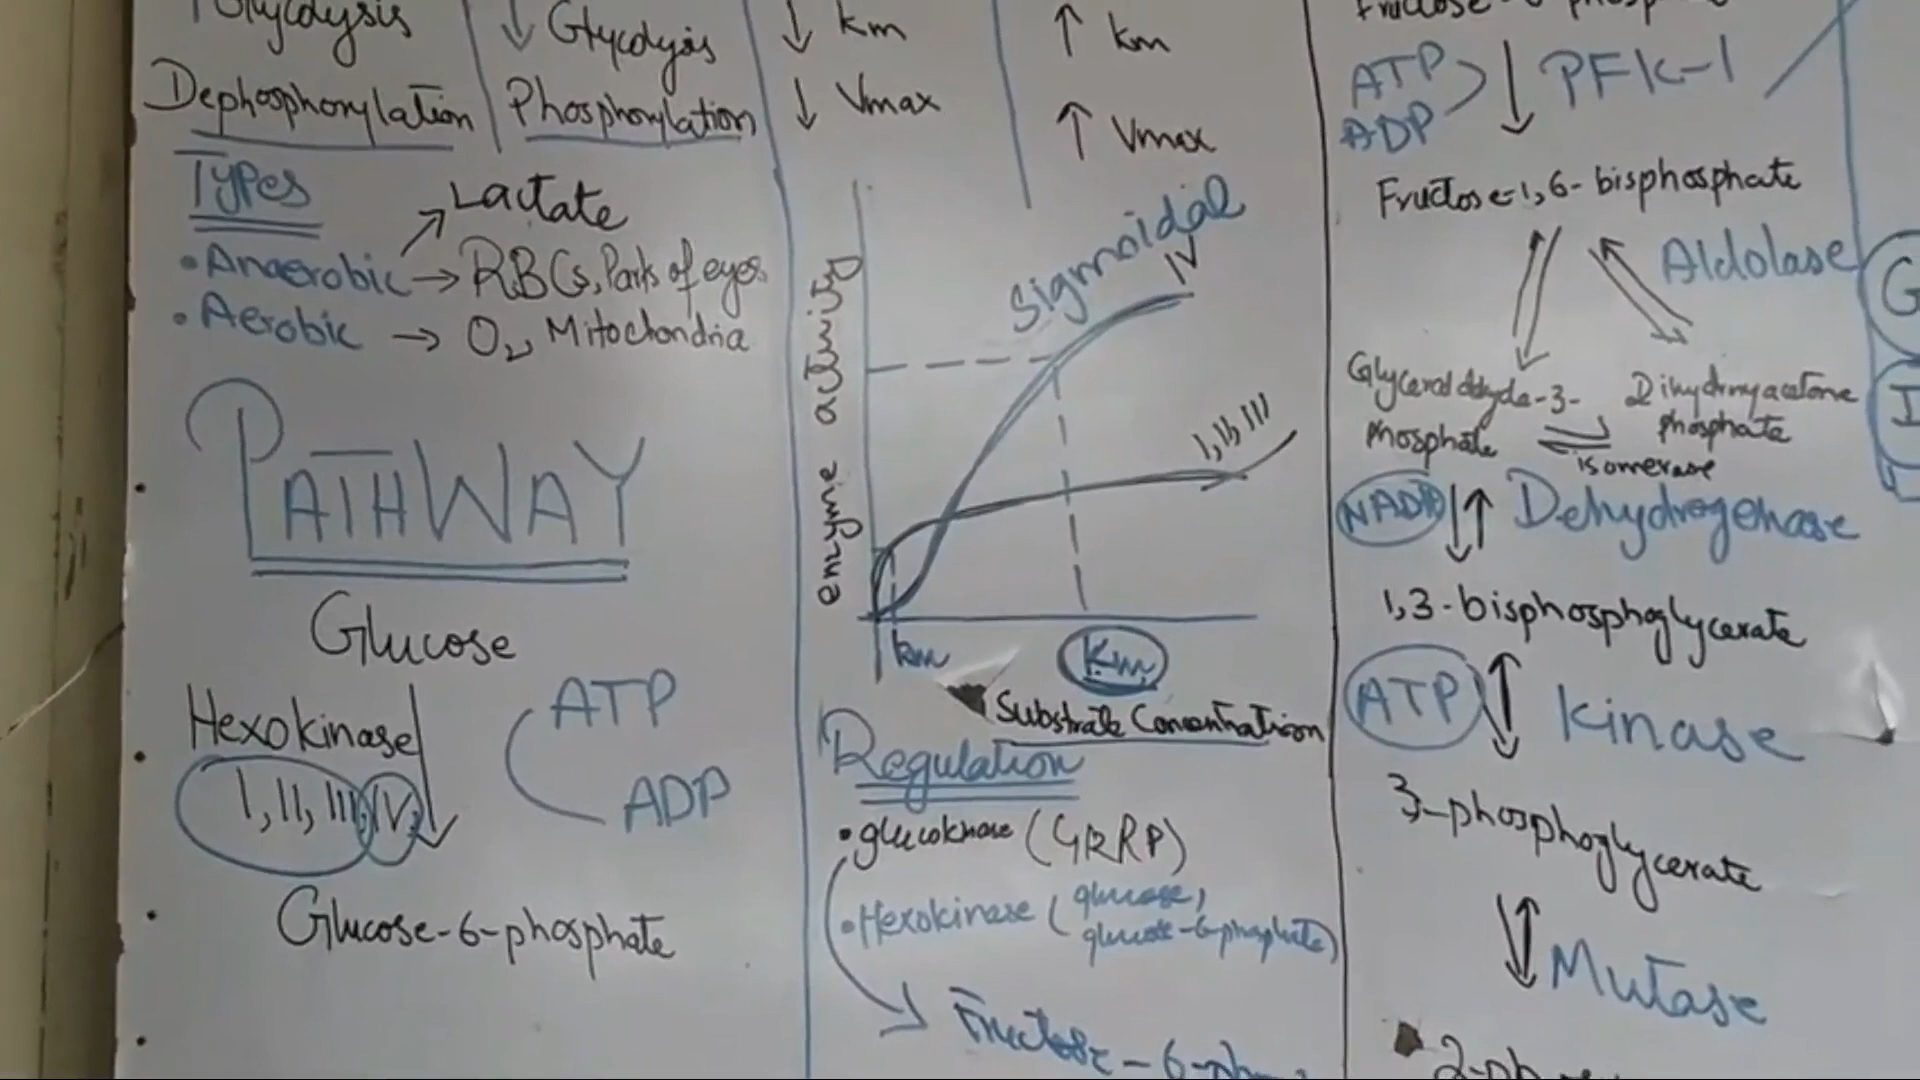 Glycolysis
Dephosphorylation
↓ Glycolysis
Phosphorylation
↓ Km
↓ Vmax
↑ Km
↑ Vmax
Types
Lactate
• Anaerobic → RBCs, Parts of eyes.
• Aerobic → O₂, Mitochondria
PATHWAY
Glucose
Hexokinase
I, II, III, IV,
ATP
ADP
Glucose-6-phosphate
enzyme activity
Sigmoidal
IV
I, II, III
km
Km
Substrate Concentration
Regulation
• glucokinase (GKRP)
• Hexokinase (glucose,
glucose-6-phosphate)
Fructose-6-
ATP
ADP
PFK-1
Fructose-1,6-bisphosphate
Aldolase
Glyceraldehyde-3-
phosphate
Dihydroxyacetone
phosphate
isomerase
Dehydrogenase
1,3-bisphosphoglycerate
ATP
Kinase
3-phosphoglycerate
Mutase
G
I